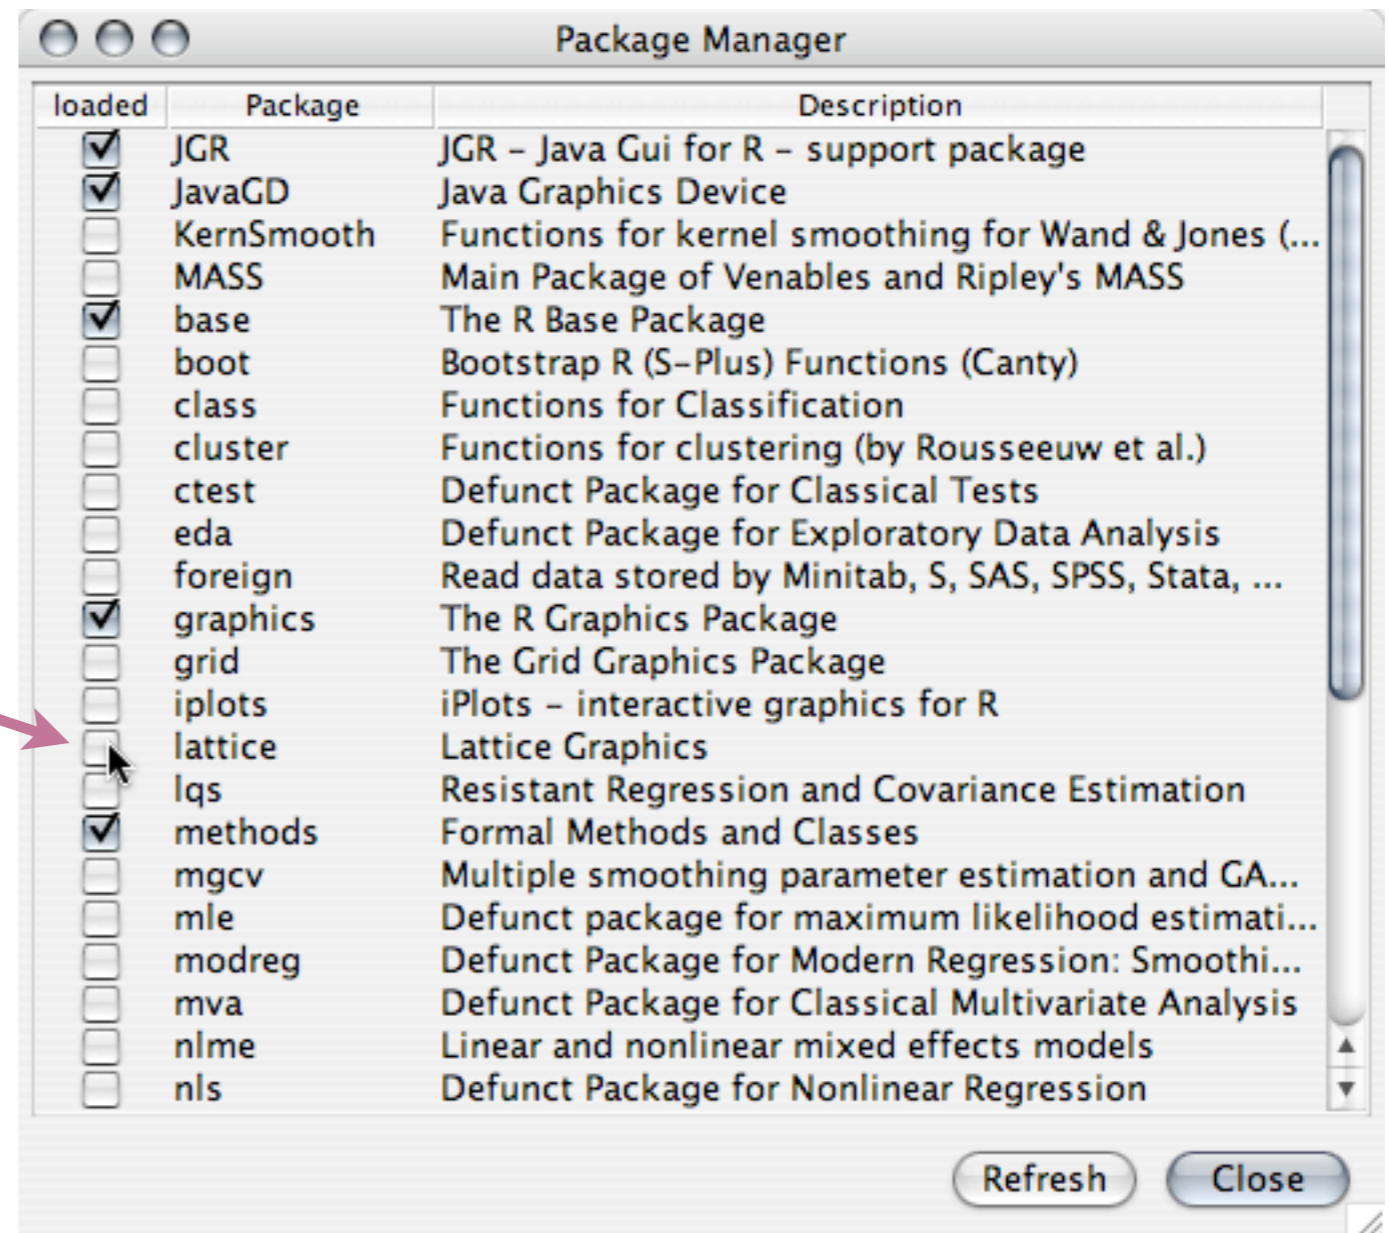 Package Manager
loaded Package Description
JGR JGR – Java Gui for R – support package
JavaGD Java Graphics Device
KernSmooth Functions for kernel smoothing for Wand & Jones (...
MASS Main Package of Venables and Ripley's MASS
base The R Base Package
boot Bootstrap R (S–Plus) Functions (Canty)
class Functions for Classification
cluster Functions for clustering (by Rousseeuw et al.)
ctest Defunct Package for Classical Tests
eda Defunct Package for Exploratory Data Analysis
foreign Read data stored by Minitab, S, SAS, SPSS, Stata, ...
graphics The R Graphics Package
grid The Grid Graphics Package
iplots iPlots – interactive graphics for R
lattice Lattice Graphics
lqs Resistant Regression and Covariance Estimation
methods Formal Methods and Classes
mgcv Multiple smoothing parameter estimation and GA...
mle Defunct package for maximum likelihood estimati...
modreg Defunct Package for Modern Regression: Smoothi...
mva Defunct Package for Classical Multivariate Analysis
nlme Linear and nonlinear mixed effects models
nls Defunct Package for Nonlinear Regression
Refresh Close